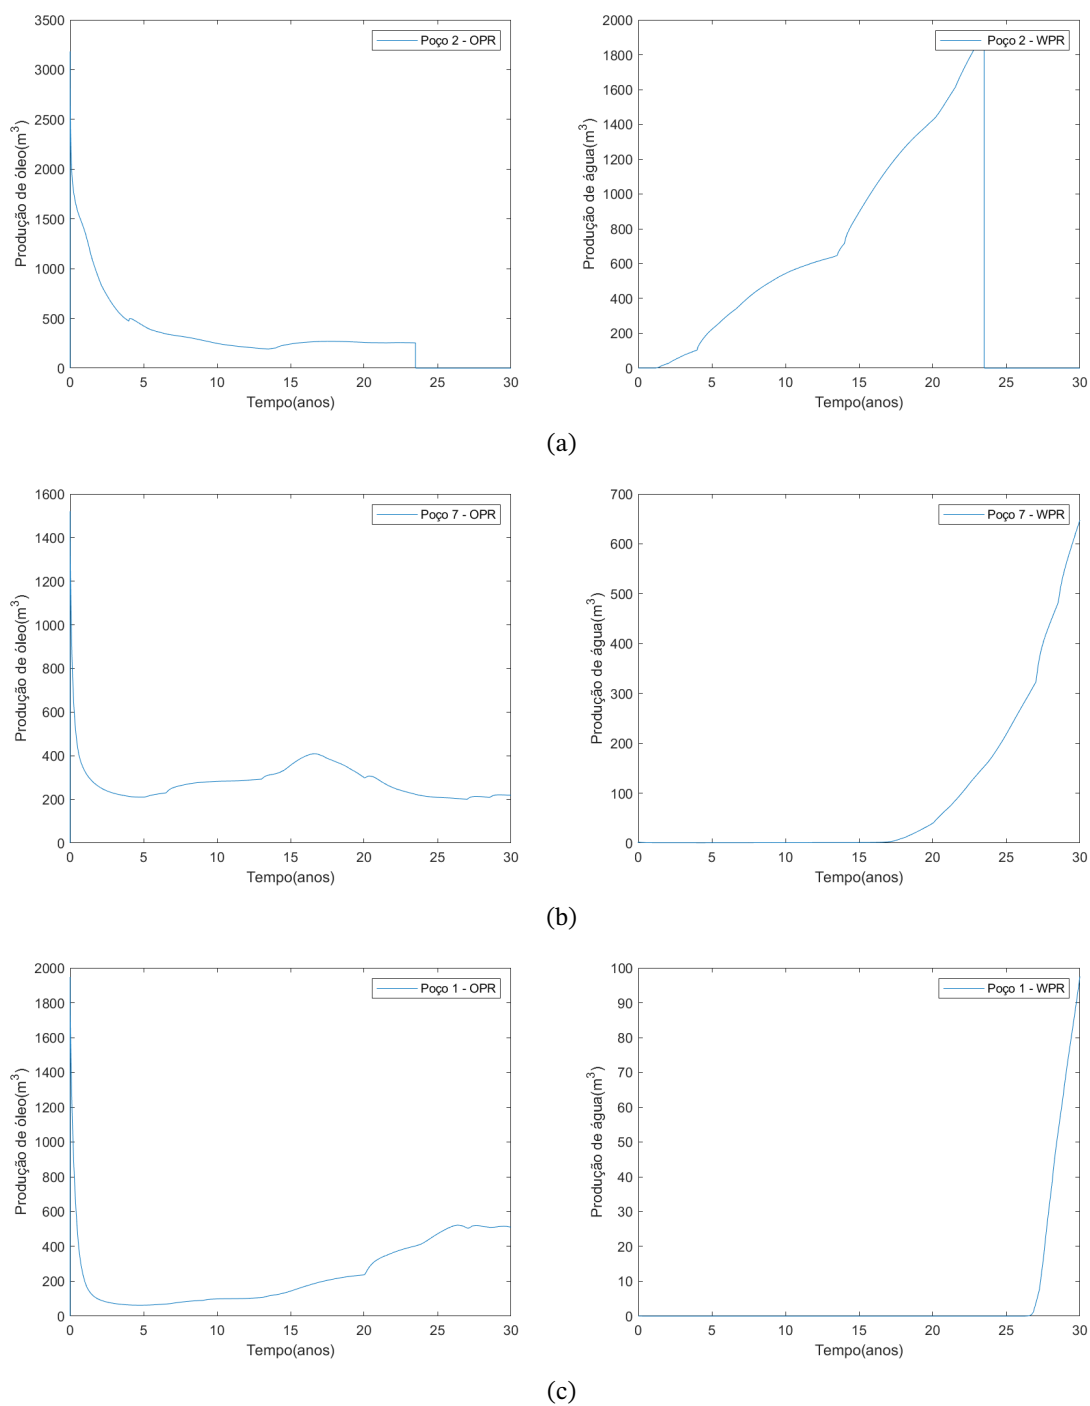 Produção de óleo(m³)
3500
3000
2500
2000
1500
1000
500
0
Poço 2 - OPR
0 5 10 15 20 25 30
Tempo(anos)
Produção de água(m³)
2000
1800
1600
1400
1200
1000
800
600
400
200
0
Poço 2 - WPR
0 5 10 15 20 25 30
Tempo(anos)
(a)
Produção de óleo(m³)
1600
1400
1200
1000
800
600
400
200
0
Poço 7 - OPR
0 5 10 15 20 25 30
Tempo(anos)
Produção de água(m³)
700
600
500
400
300
200
100
0
Poço 7 - WPR
0 5 10 15 20 25 30
Tempo(anos)
(b)
Produção de óleo(m³)
2000
1800
1600
1400
1200
1000
800
600
400
200
0
Poço 1 - OPR
0 5 10 15 20 25 30
Tempo(anos)
Produção de água(m³)
100
90
80
70
60
50
40
30
20
10
0
Poço 1 - WPR
0 5 10 15 20 25 30
Tempo(anos)
(c)